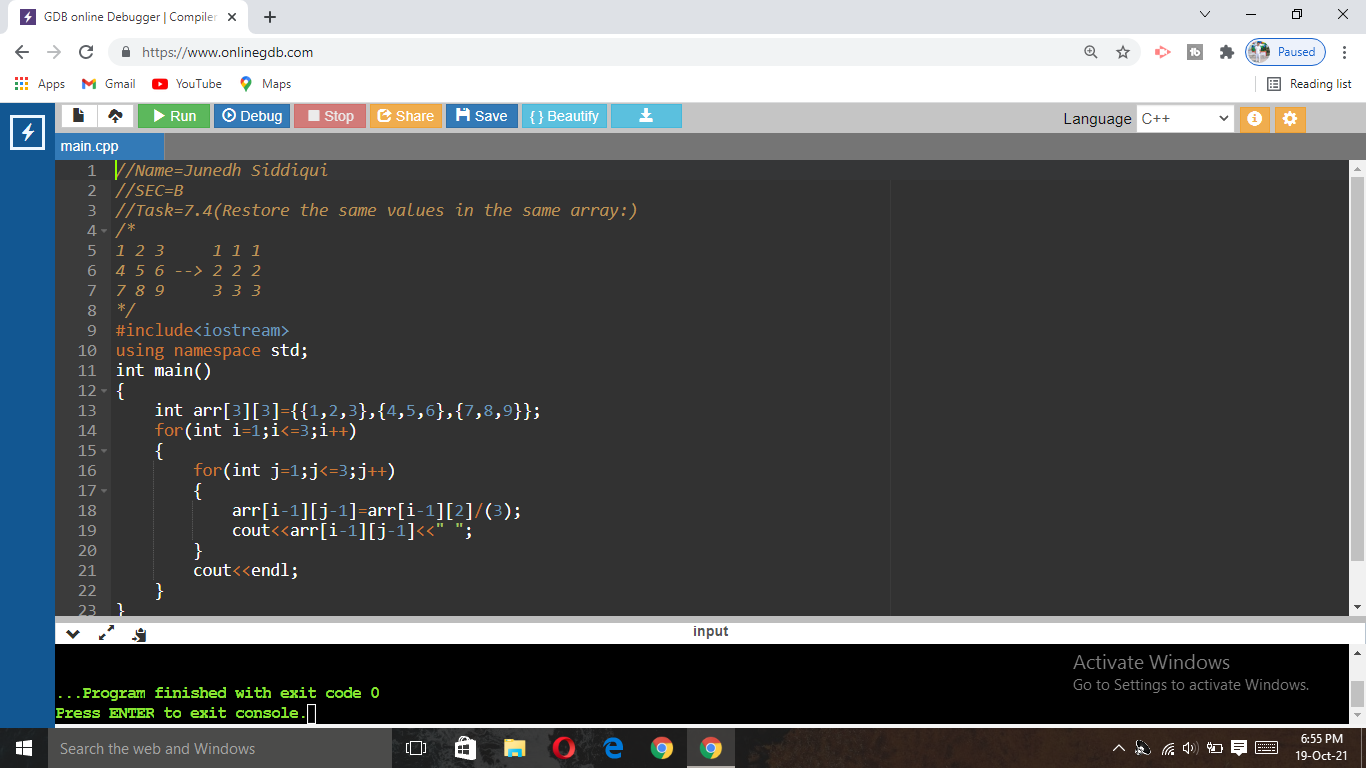 GDB online Debugger | Compiler
https://www.onlinegdb.com
Paused
Apps Gmail YouTube Maps Reading list
Run Debug Stop Share Save { } Beautify Language C++
main.cpp
1 //Name=Junedh Siddiqui
2 //SEC=B
3 //Task=7.4(Restore the same values in the same array:)
4 /*
5 1 2 3     1 1 1
6 4 5 6 --> 2 2 2
7 7 8 9     3 3 3
8 */
9 #include<iostream>
10 using namespace std;
11 int main()
12 {
13     int arr[3][3]={{1,2,3},{4,5,6},{7,8,9}};
14     for(int i=1;i<=3;i++)
15     {
16         for(int j=1;j<=3;j++)
17         {
18             arr[i-1][j-1]=arr[i-1][2]/(3);
19             cout<<arr[i-1][j-1]<<" ";
20         }
21         cout<<endl;
22     }
23 }
input
...Program finished with exit code 0
Press ENTER to exit console.
Activate Windows
Go to Settings to activate Windows.
Search the web and Windows
6:55 PM
19-Oct-21